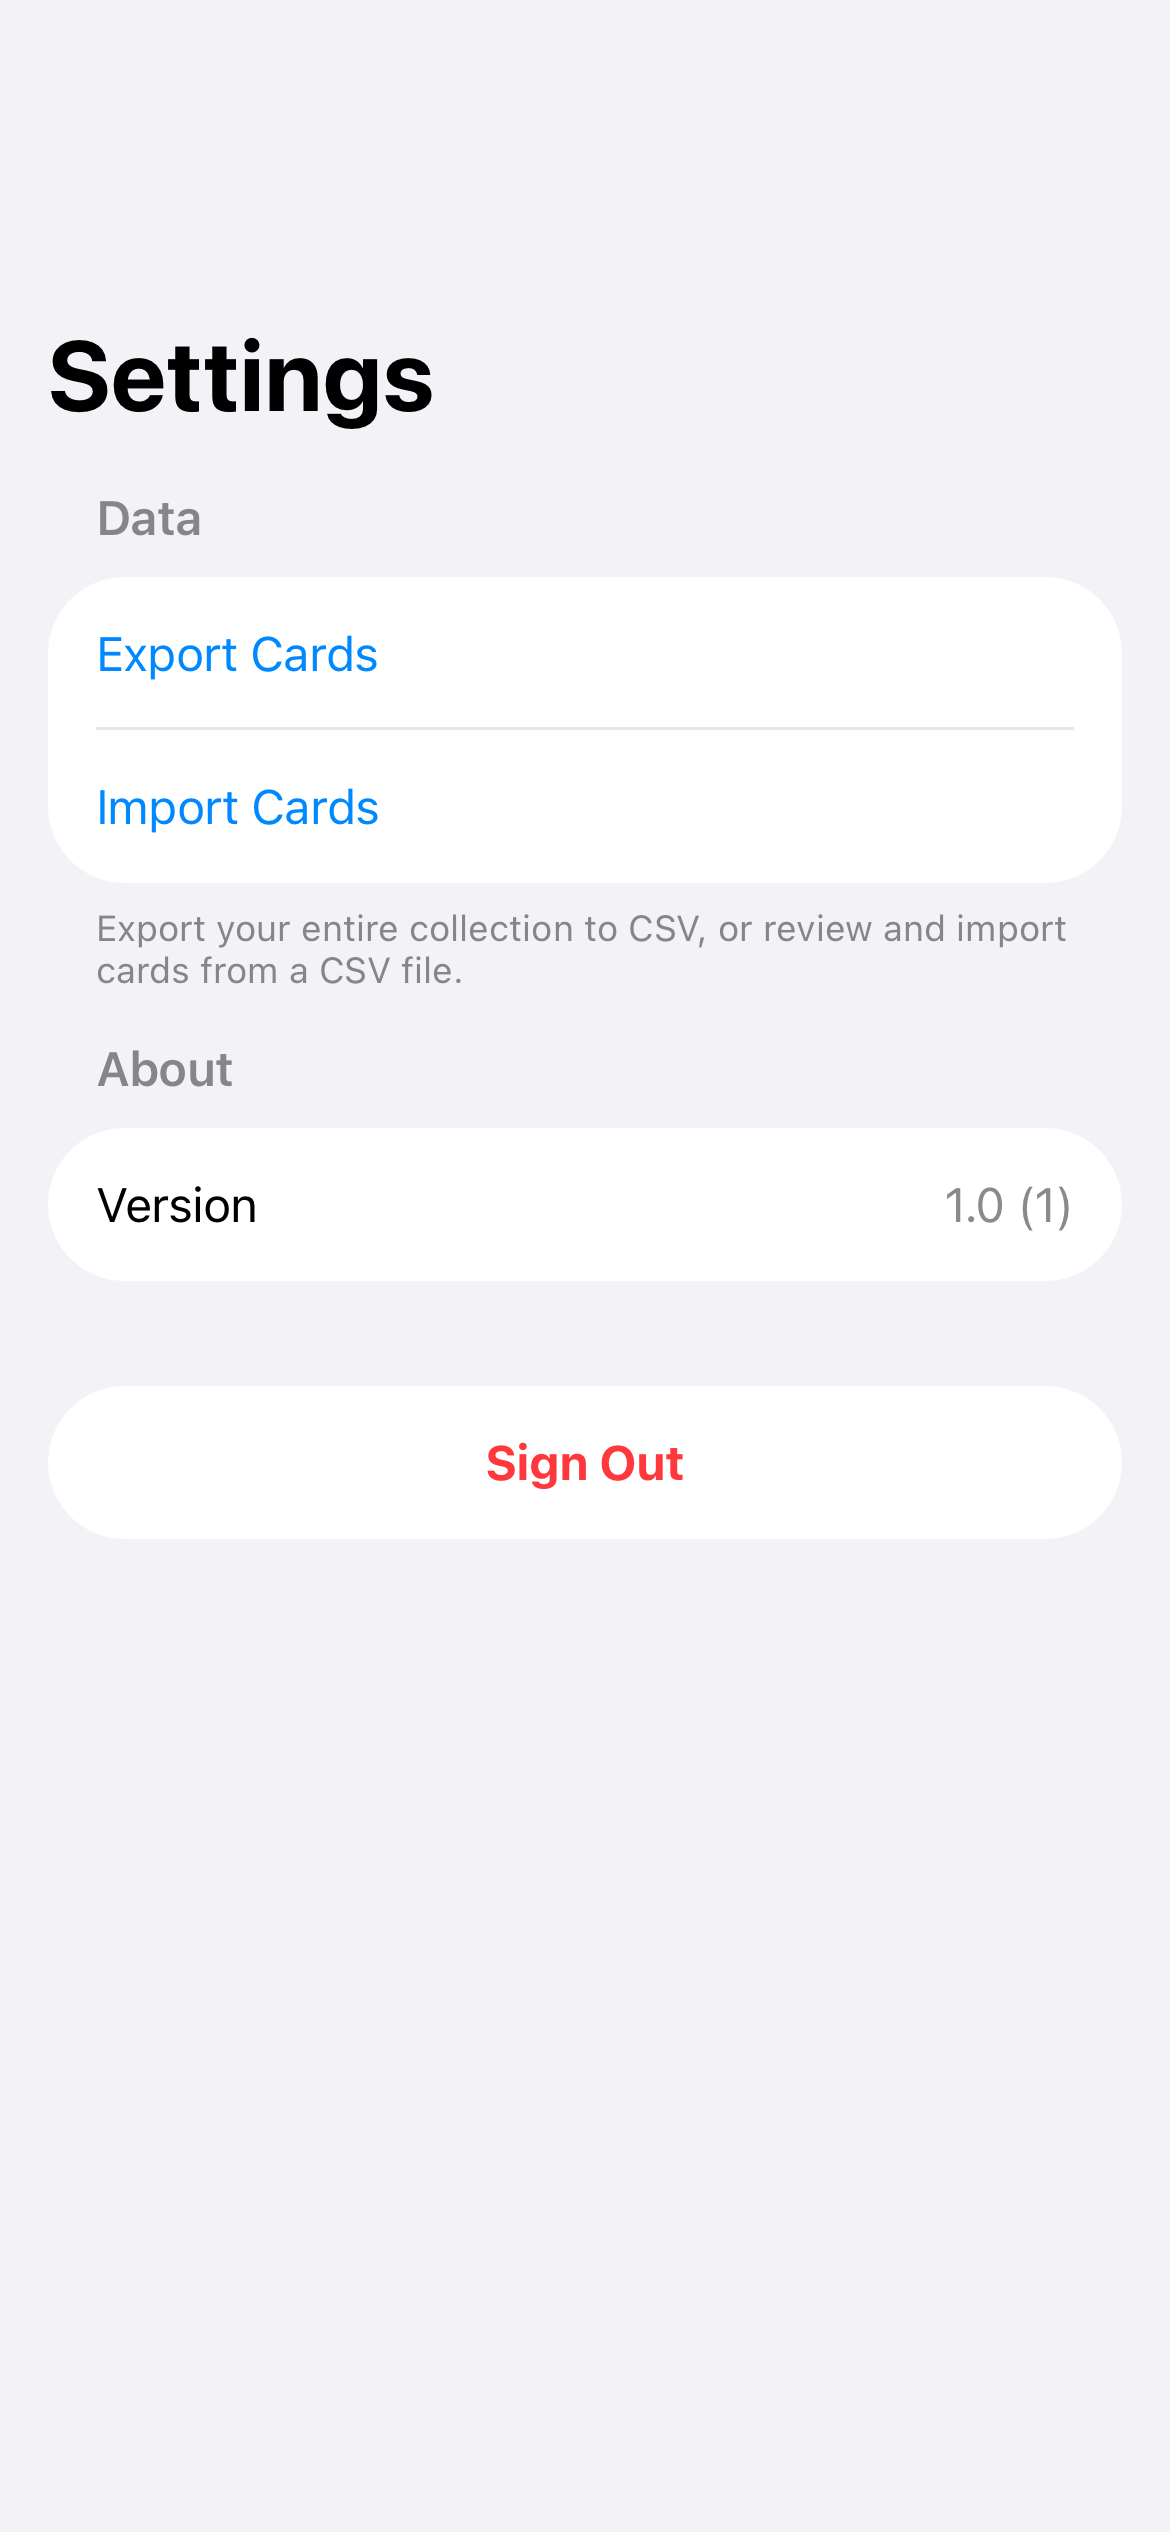 Settings
Data
Export Cards
Import Cards
Export your entire collection to CSV, or review and import
cards from a CSV file.
About
Version 1.0 (1)
Sign Out